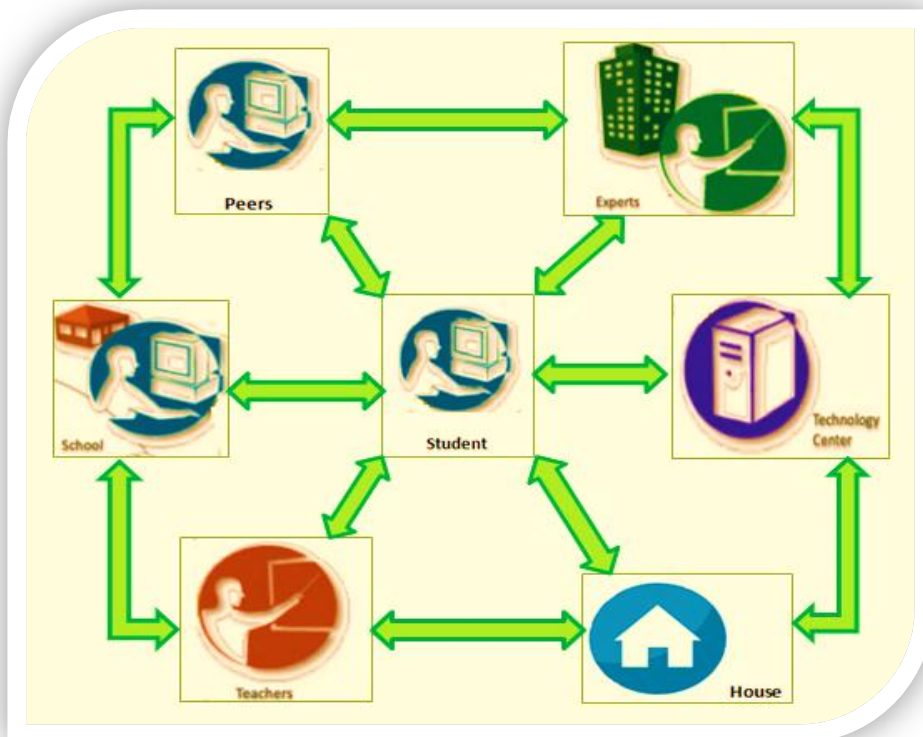 Peers
Experts
School
Student
Technology
Center
Teachers
House